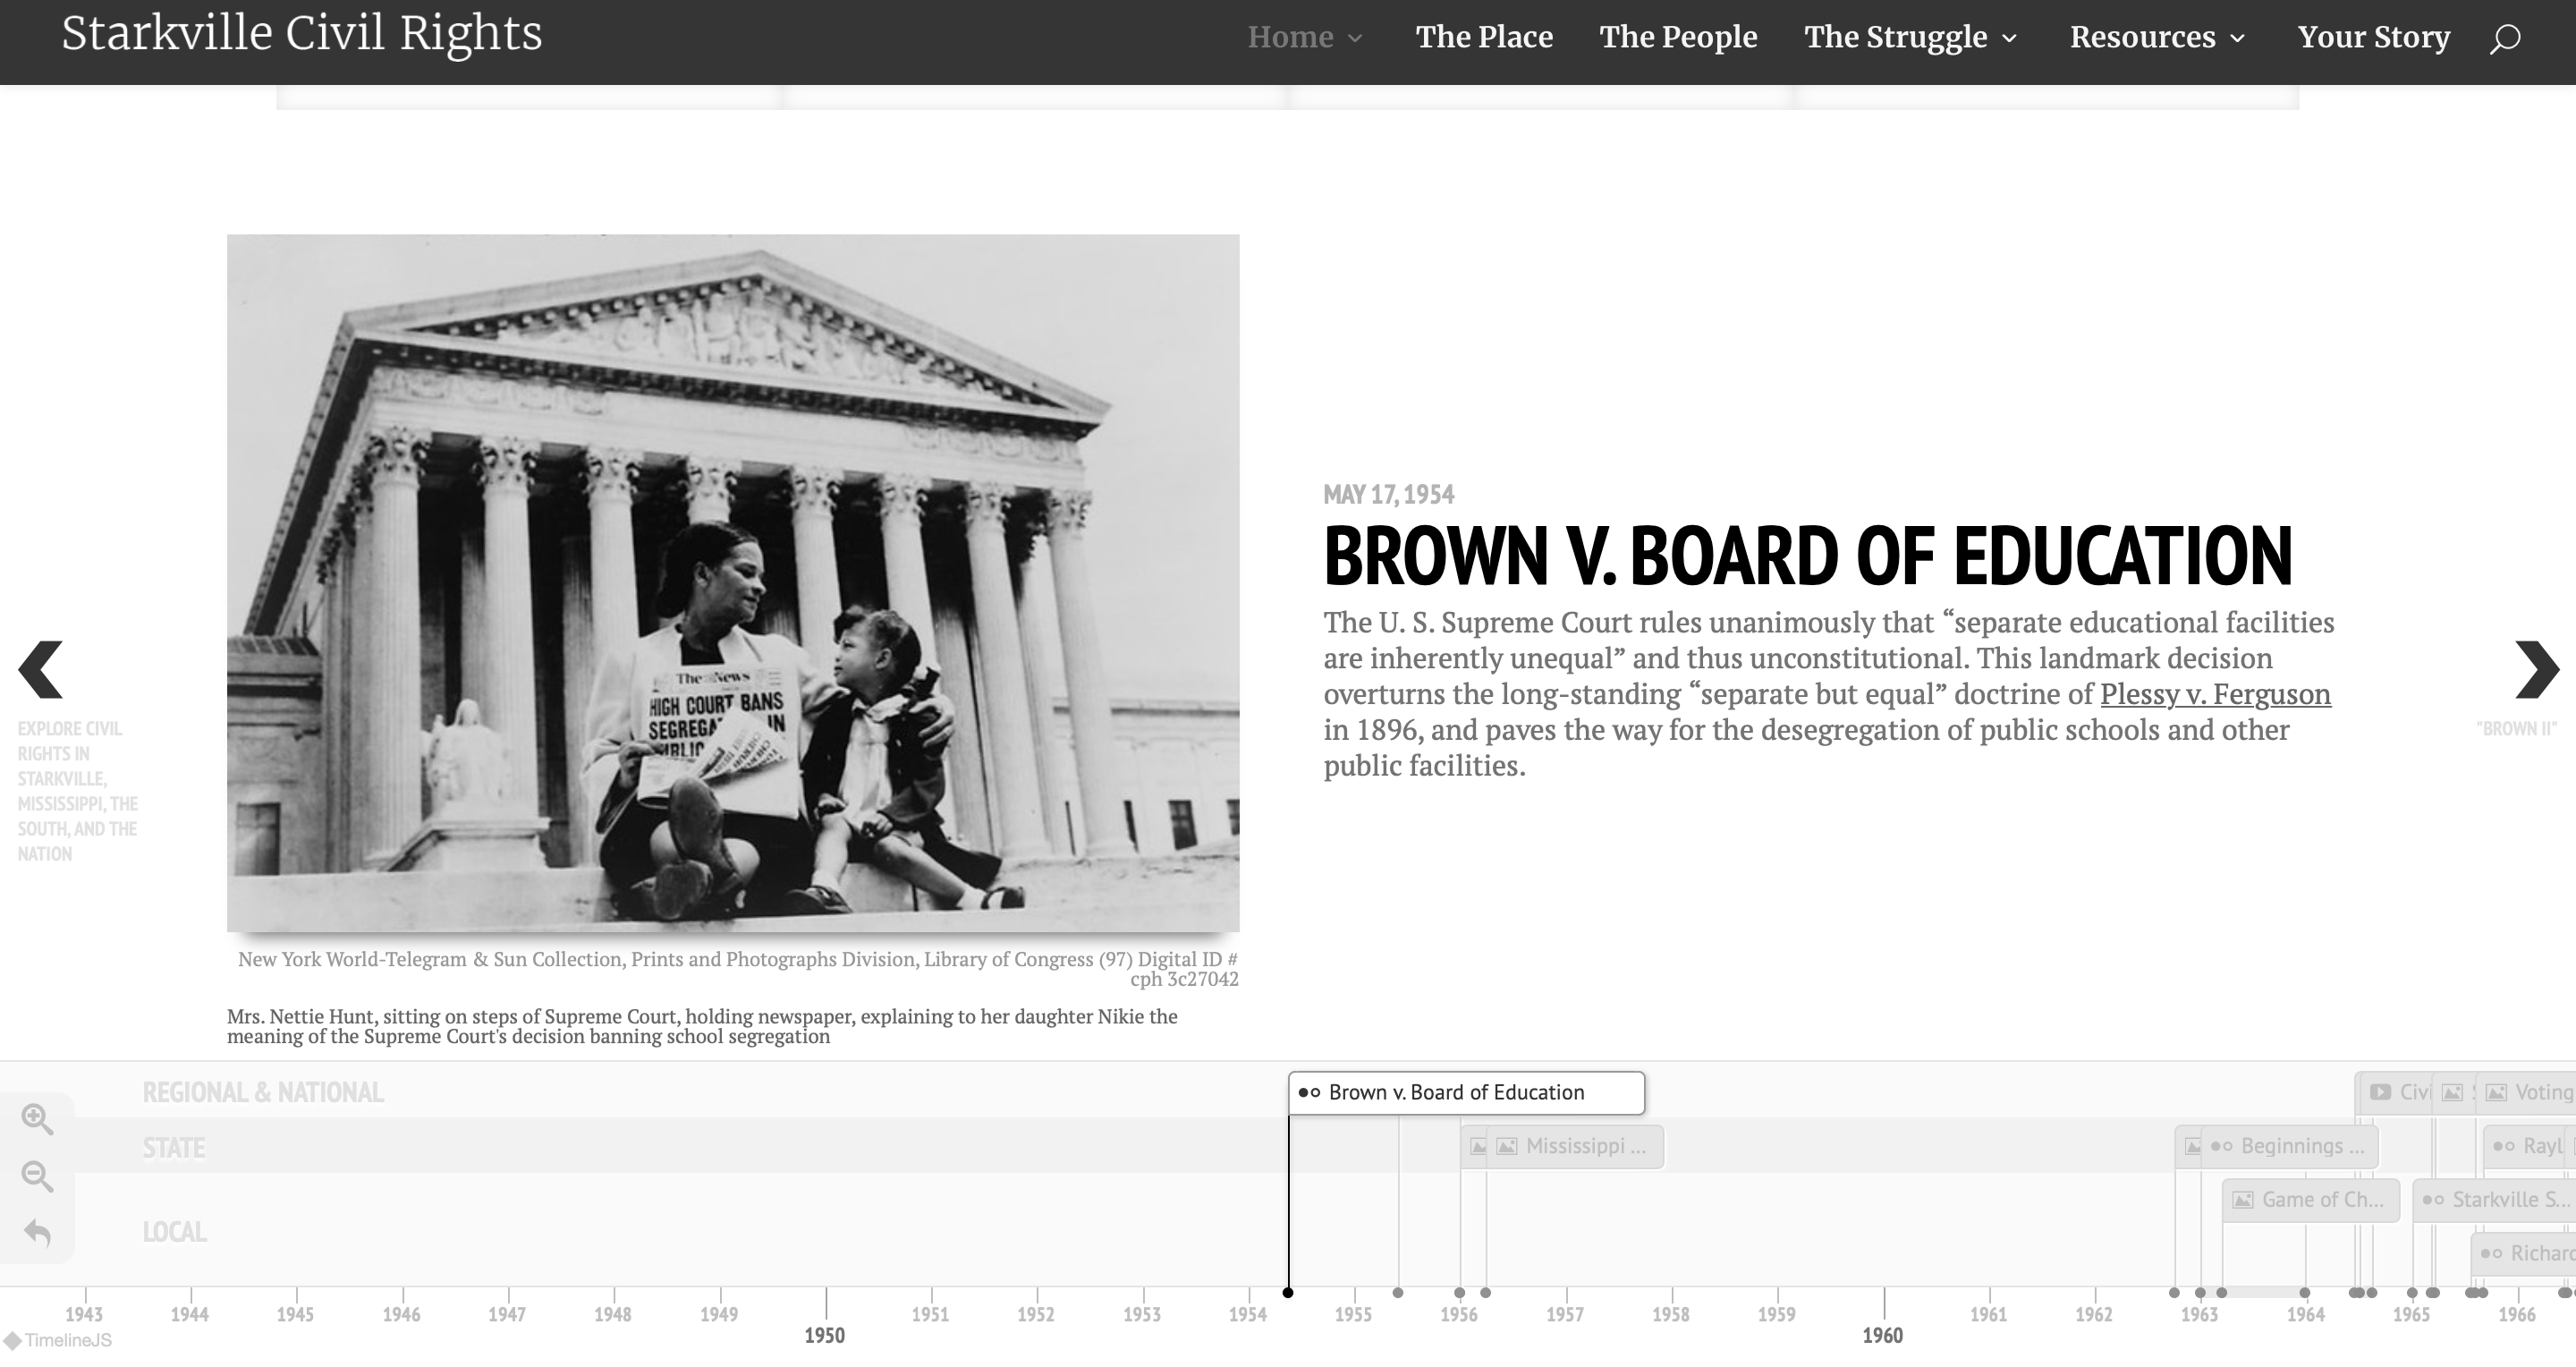 Starkville Civil Rights
Home The Place The People The Struggle Resources Your Story
The News
HIGH COURT BANS
IN
MAY 17, 1954
BROWN V. BOARD OF EDUCATION
The U. S. Supreme Court rules unanimously that “separate educational facilities
are inherently unequal” and thus unconstitutional. This landmark decision
overturns the long-standing “separate but equal” doctrine of Plessy v. Ferguson
in 1896, and paves the way for the desegregation of public schools and other
public facilities.
EXPLORE CIVIL
RIGHTS IN
STARKVILLE,
MISSISSIPPI, THE
SOUTH, AND THE
NATION
"BROWN II"
New York World-Telegram & Sun Collection, Prints and Photographs Division, Library of Congress (97) Digital ID #
cph 3c27042
Mrs. Nettie Hunt, sitting on steps of Supreme Court, holding newspaper, explaining to her daughter Nikie the
meaning of the Supreme Court's decision banning school segregation
REGIONAL & NATIONAL
Brown v. Board of Education
Civi
Voting
STATE
Mississippi ...
Beginnings ...
Rayl
LOCAL
Game of Ch...
Starkville S...
Richard
1943 1944 1945 1946 1947 1948 1949 1950 1951 1952 1953 1954 1955 1956 1957 1958 1959 1960 1961 1962 1963 1964 1965 1966
TimelineJS